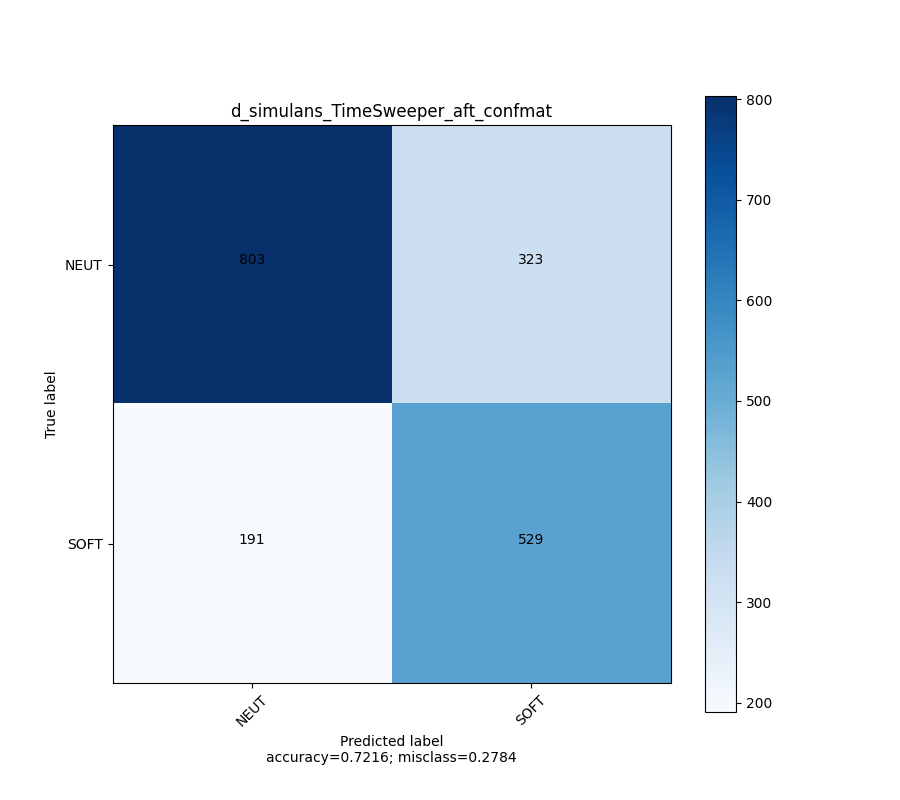 d_simulans_TimeSweeper_aft_confmat
True label
NEUT
803
323
SOFT
191
529
NEUT
SOFT
Predicted label
accuracy=0.7216; misclass=0.2784
800
700
600
500
400
300
200